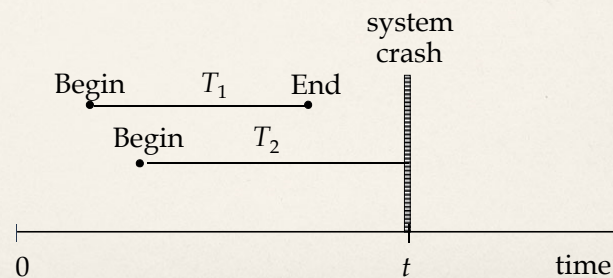 system
crash
Begin T₁ End
Begin T₂
0 t time